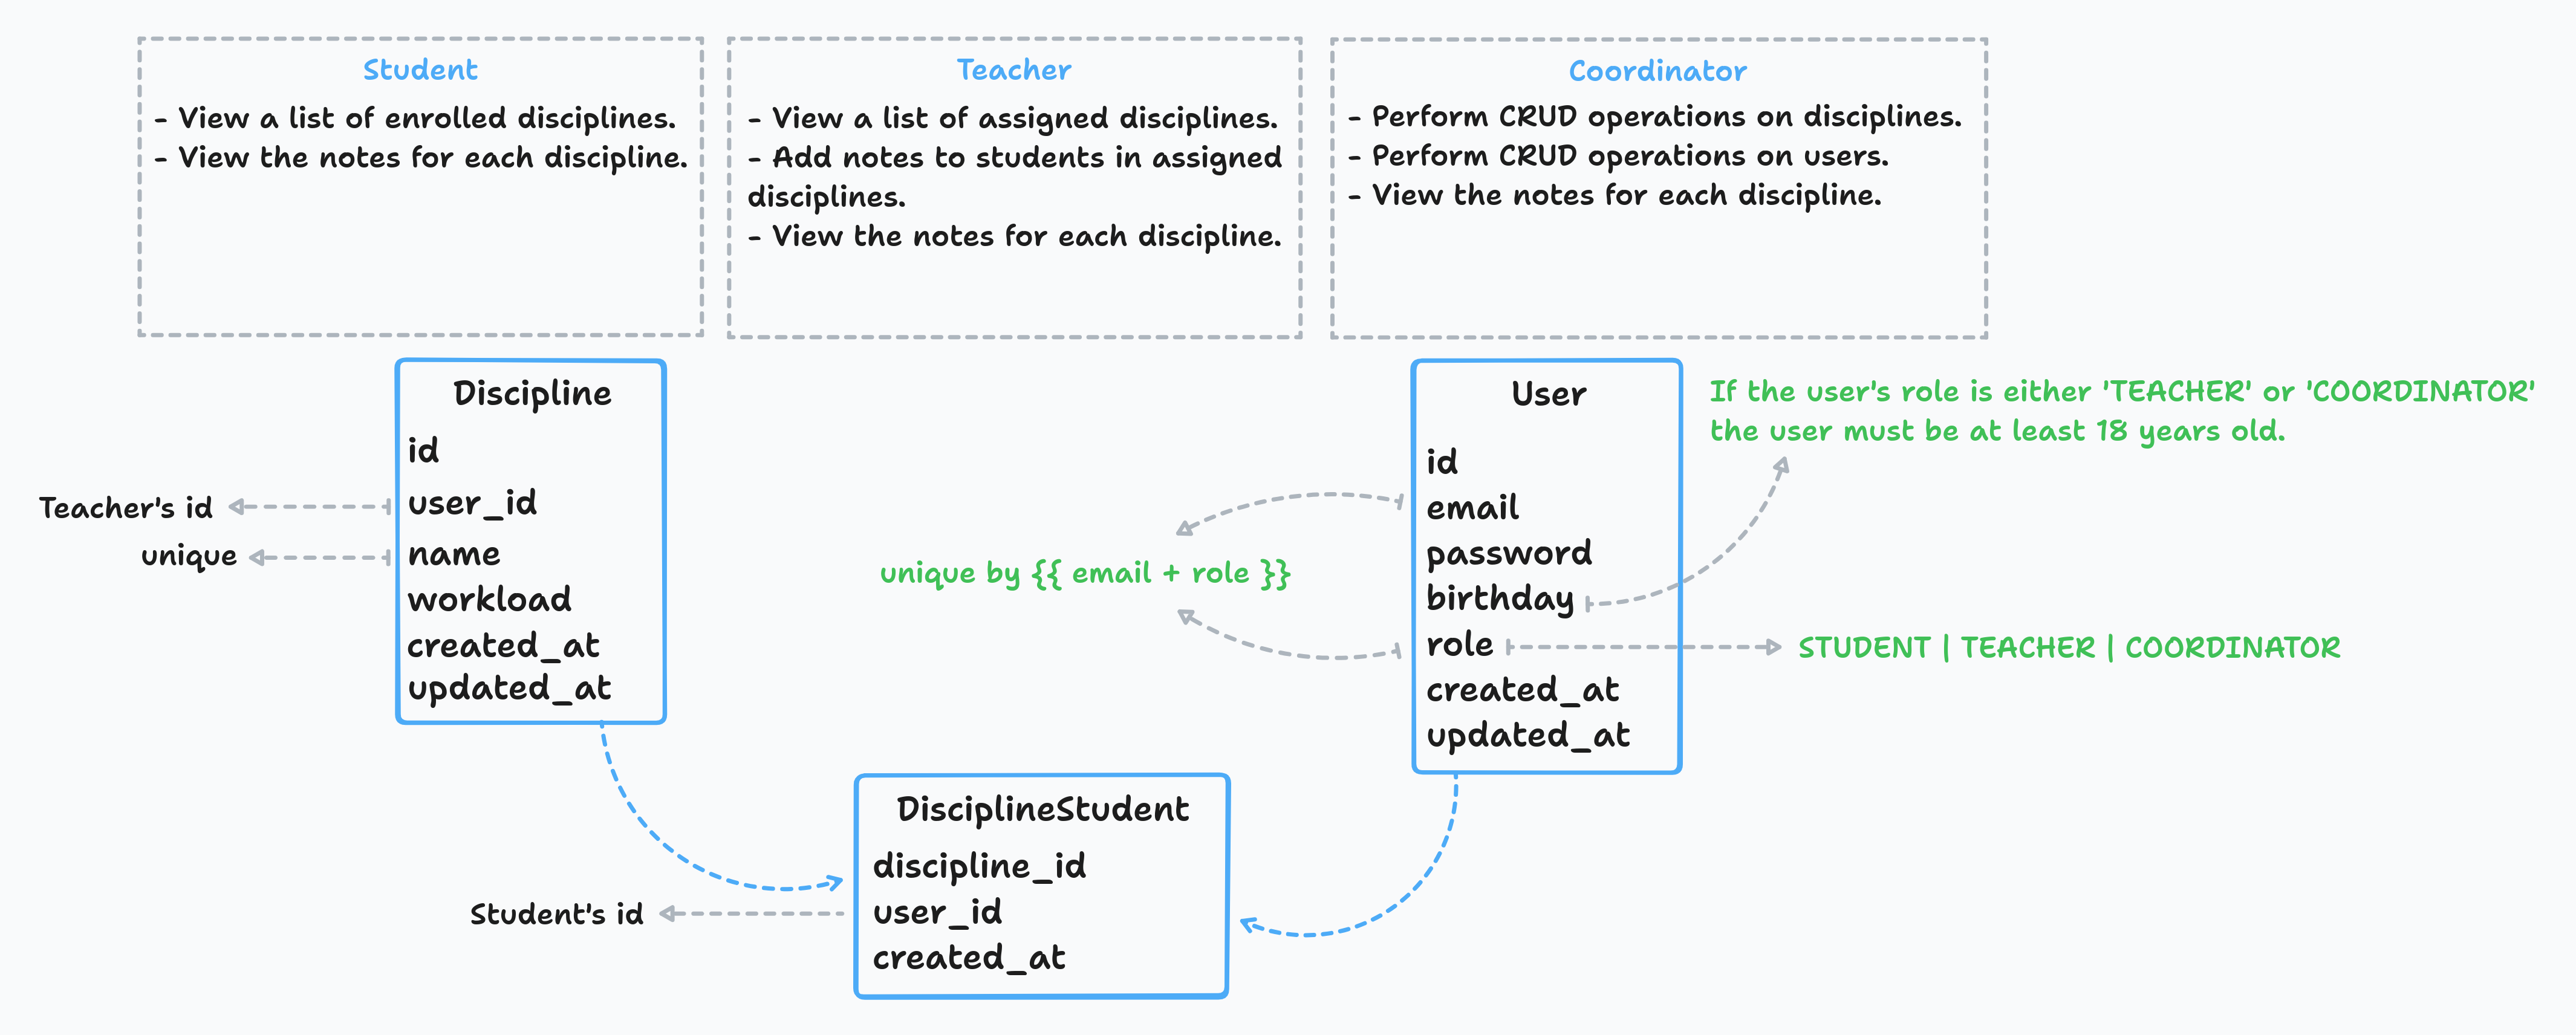 Student
- View a list of enrolled disciplines.
- View the notes for each discipline.
Teacher
- View a list of assigned disciplines.
- Add notes to students in assigned
disciplines.
- View the notes for each discipline.
Coordinator
- Perform CRUD operations on disciplines.
- Perform CRUD operations on users.
- View the notes for each discipline.
Discipline
id
user_id
name
workload
created_at
updated_at
Teacher's id
unique
unique by {{ email + role }}
User
id
email
password
birthday
role
created_at
updated_at
If the user's role is either 'TEACHER' or 'COORDINATOR'
the user must be at least 18 years old.
STUDENT | TEACHER | COORDINATOR
DisciplineStudent
discipline_id
user_id
created_at
Student's id